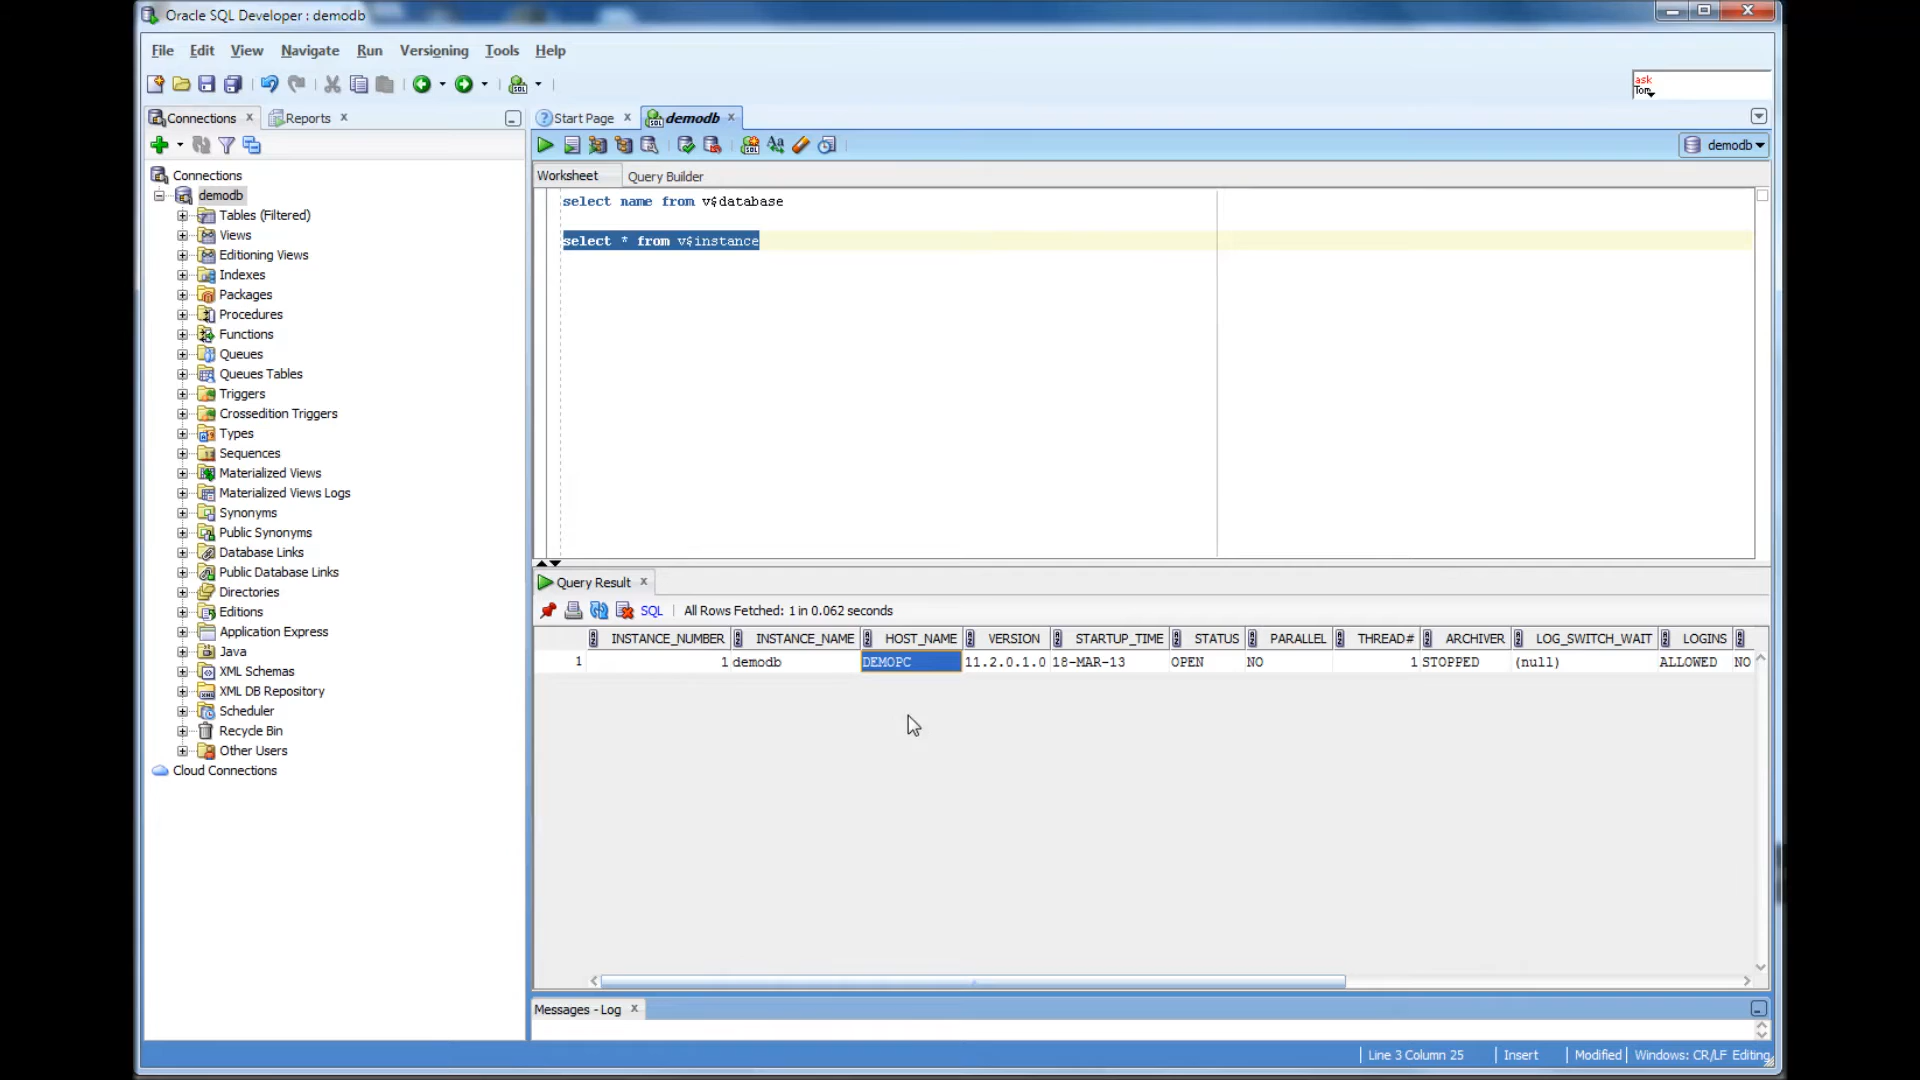 Oracle SQL Developer : demodb
File Edit View Navigate Run Versioning Tools Help
ask
Tom
Connections x Reports x
Start Page x demodb x
demodb
Worksheet Query Builder
Connections
demodb
Tables (Filtered)
Views
Editioning Views
Indexes
Packages
Procedures
Functions
Queues
Queues Tables
Triggers
Crossedition Triggers
Types
Sequences
Materialized Views
Materialized Views Logs
Synonyms
Public Synonyms
Database Links
Public Database Links
Directories
Editions
Application Express
Java
XML Schemas
XML DB Repository
Scheduler
Recycle Bin
Other Users
Cloud Connections
select name from v$database
select * from v$instance
Query Result x
SQL | All Rows Fetched: 1 in 0.062 seconds
INSTANCE_NUMBER INSTANCE_NAME HOST_NAME VERSION STARTUP_TIME STATUS PARALLEL THREAD# ARCHIVER LOG_SWITCH_WAIT LOGINS
1 1 demodb DEMOPC 11.2.0.1.0 18-MAR-13 OPEN NO 1 STOPPED (null) ALLOWED NO
Messages - Log x
Line 3 Column 25 | Insert | Modified | Windows: CR/LF Editing